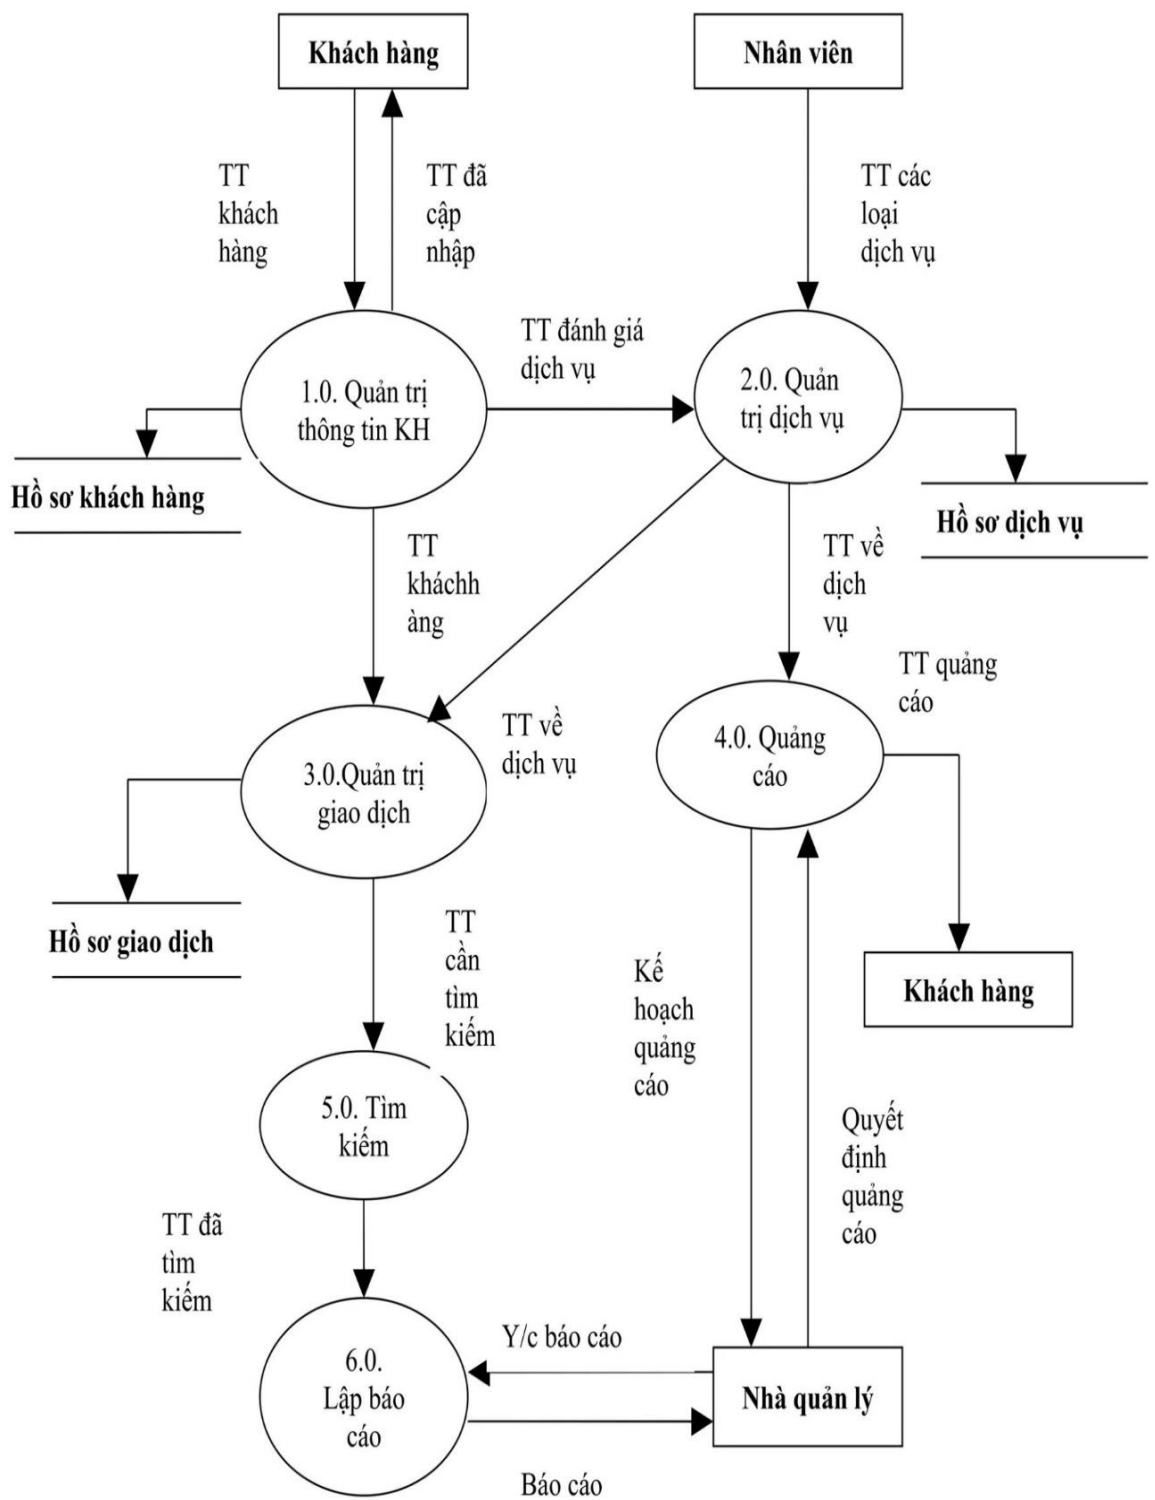 Khách hàng
Nhân viên
TT
khách
hàng
TT đã
cập
nhập
TT các
loại
dịch vụ
TT đánh giá
dịch vụ
1.0. Quản trị
thông tin KH
2.0. Quản
trị dịch vụ
Hồ sơ khách hàng
Hồ sơ dịch vụ
TT
kháchh
àng
TT về
dịch
vụ
TT quảng
cáo
TT về
dịch vụ
3.0.Quản trị
giao dịch
4.0. Quảng
cáo
Hồ sơ giao dịch
TT
cần
tìm
kiếm
Kế
hoạch
quảng
cáo
Khách hàng
5.0. Tìm
kiếm
Quyết
định
quảng
cáo
TT đã
tìm
kiếm
Y/c báo cáo
6.0.
Lập báo
cáo
Nhà quản lý
Báo cáo